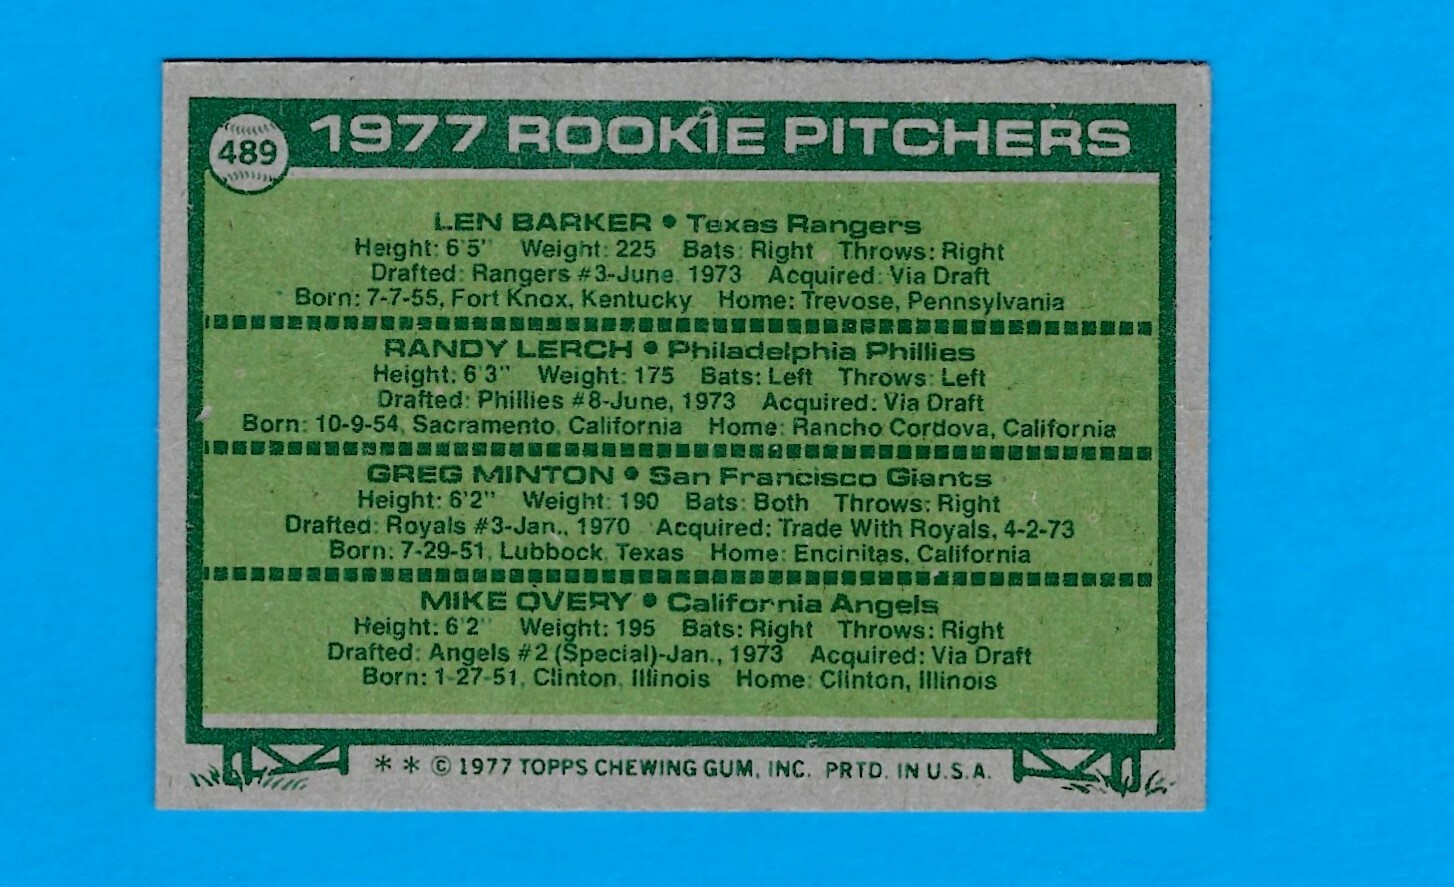 489
1977 ROOKIE PITCHERS
LEN BARKER • Texas Rangers
Height: 6'5" Weight: 225 Bats: Right Throws: Right
Drafted: Rangers #3-June, 1973 Acquired: Via Draft
Born: 7-7-55, Fort Knox, Kentucky Home: Trevose, Pennsylvania
RANDY LERCH • Philadelphia Phillies
Height: 6'3" Weight: 175 Bats: Left Throws: Left
Drafted: Phillies #8-June, 1973 Acquired: Via Draft
Born: 10-9-54, Sacramento, California Home: Rancho Cordova, California
GREG MINTON • San Francisco Giants
Height: 6'2" Weight: 190 Bats: Both Throws: Right
Drafted: Royals #3-Jan., 1970 Acquired: Trade With Royals, 4-2-73
Born: 7-29-51, Lubbock, Texas Home: Encinitas, California
MIKE OVERY • California Angels
Height: 6'2" Weight: 195 Bats: Right Throws: Right
Drafted: Angels #2 (Special)-Jan., 1973 Acquired: Via Draft
Born: 1-27-51, Clinton, Illinois Home: Clinton, Illinois
* * © 1977 TOPPS CHEWING GUM, INC. PRTD. IN U.S.A.